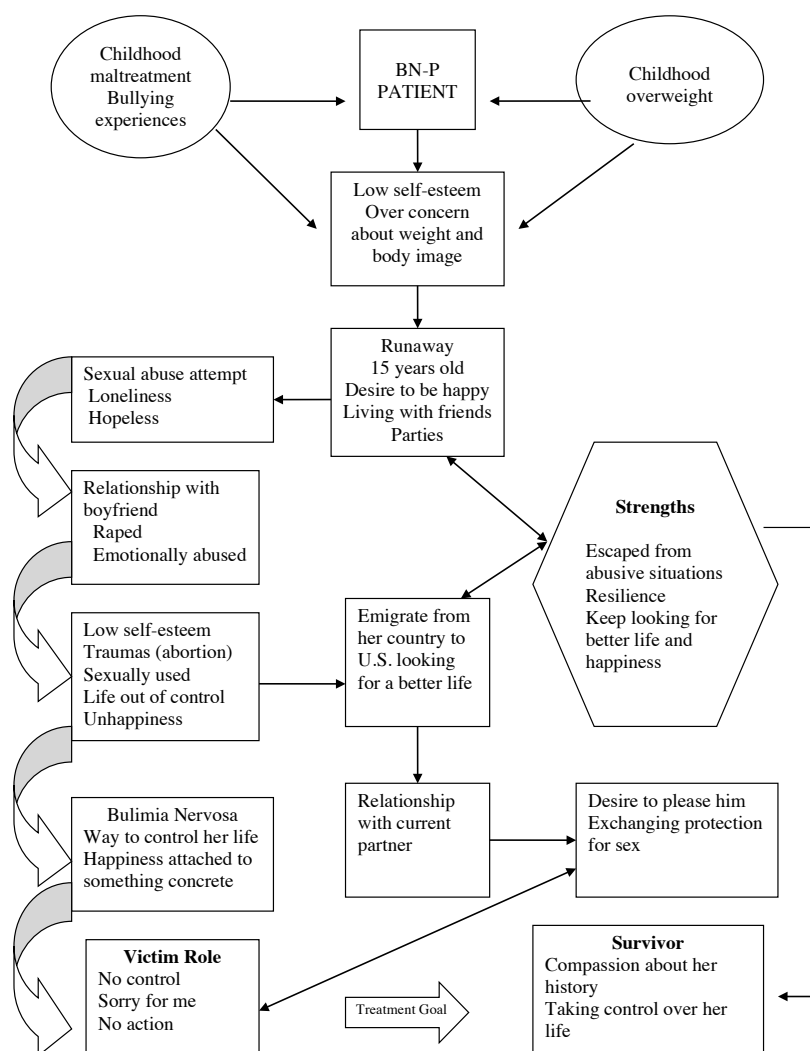 Childhood
maltreatment
Bullying
experiences
BN-P
PATIENT
Childhood
overweight
Low self-esteem
Over concern
about weight and
body image
Runaway
15 years old
Desire to be happy
Living with friends
Parties
Sexual abuse attempt
Loneliness
Hopeless
Relationship with
boyfriend
Raped
Emotionally abused
Strengths
Escaped from
abusive situations
Resilience
Keep looking for
better life and
happiness
Low self-esteem
Traumas (abortion)
Sexually used
Life out of control
Unhappiness
Emigrate from
her country to
U.S. looking
for a better life
Bulimia Nervosa
Way to control her life
Happiness attached to
something concrete
Relationship
with current
partner
Desire to please him
Exchanging protection
for sex
Victim Role
No control
Sorry for me
No action
Treatment Goal
Survivor
Compassion about her
history
Taking control over her
life